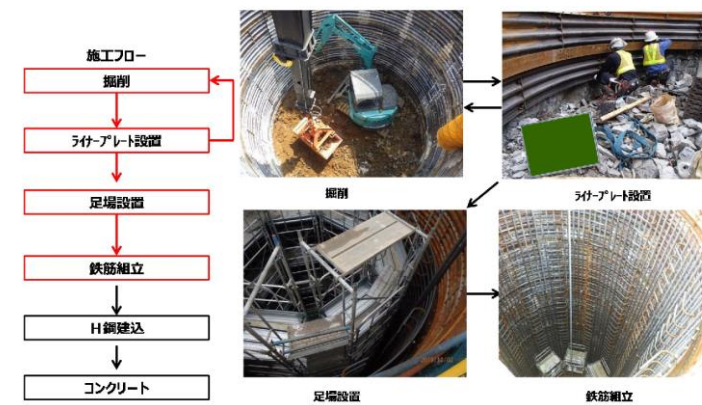 施工フロー
掘削
ライナープレート設置
足場設置
鉄筋組立
H鋼建込
コンクリート
掘削
ライナープレート設置
足場設置
鉄筋組立